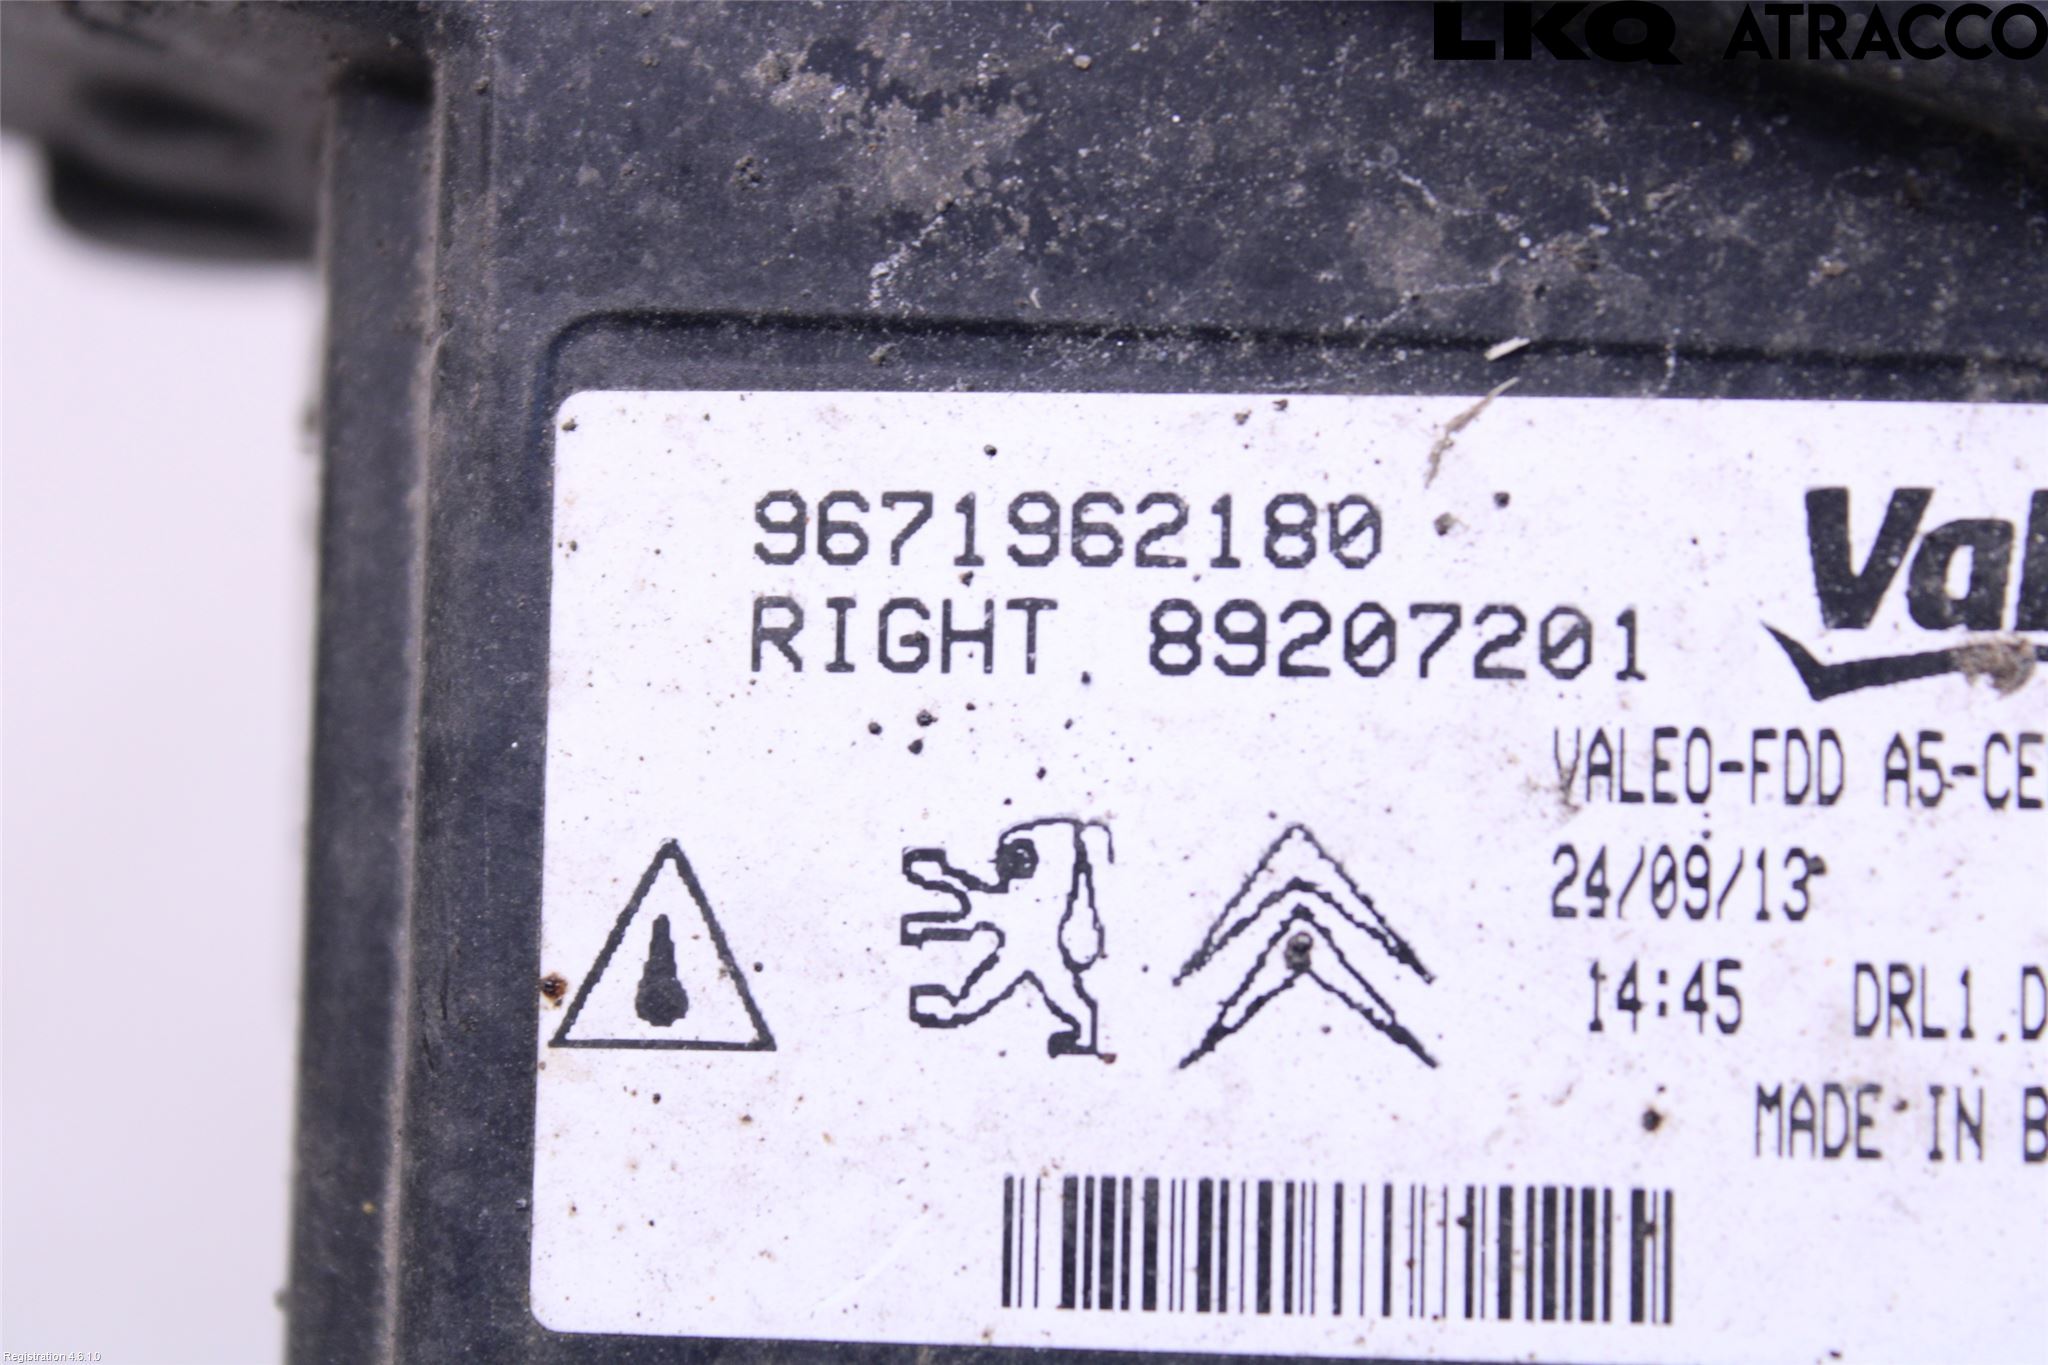 LKQ ATRACCO
9671962180
RIGHT 89207201
Val
VALEO-FDD A5-CE
24/09/13
14:45 DRL1.D
MADE IN B
Registration 4.6.1.0